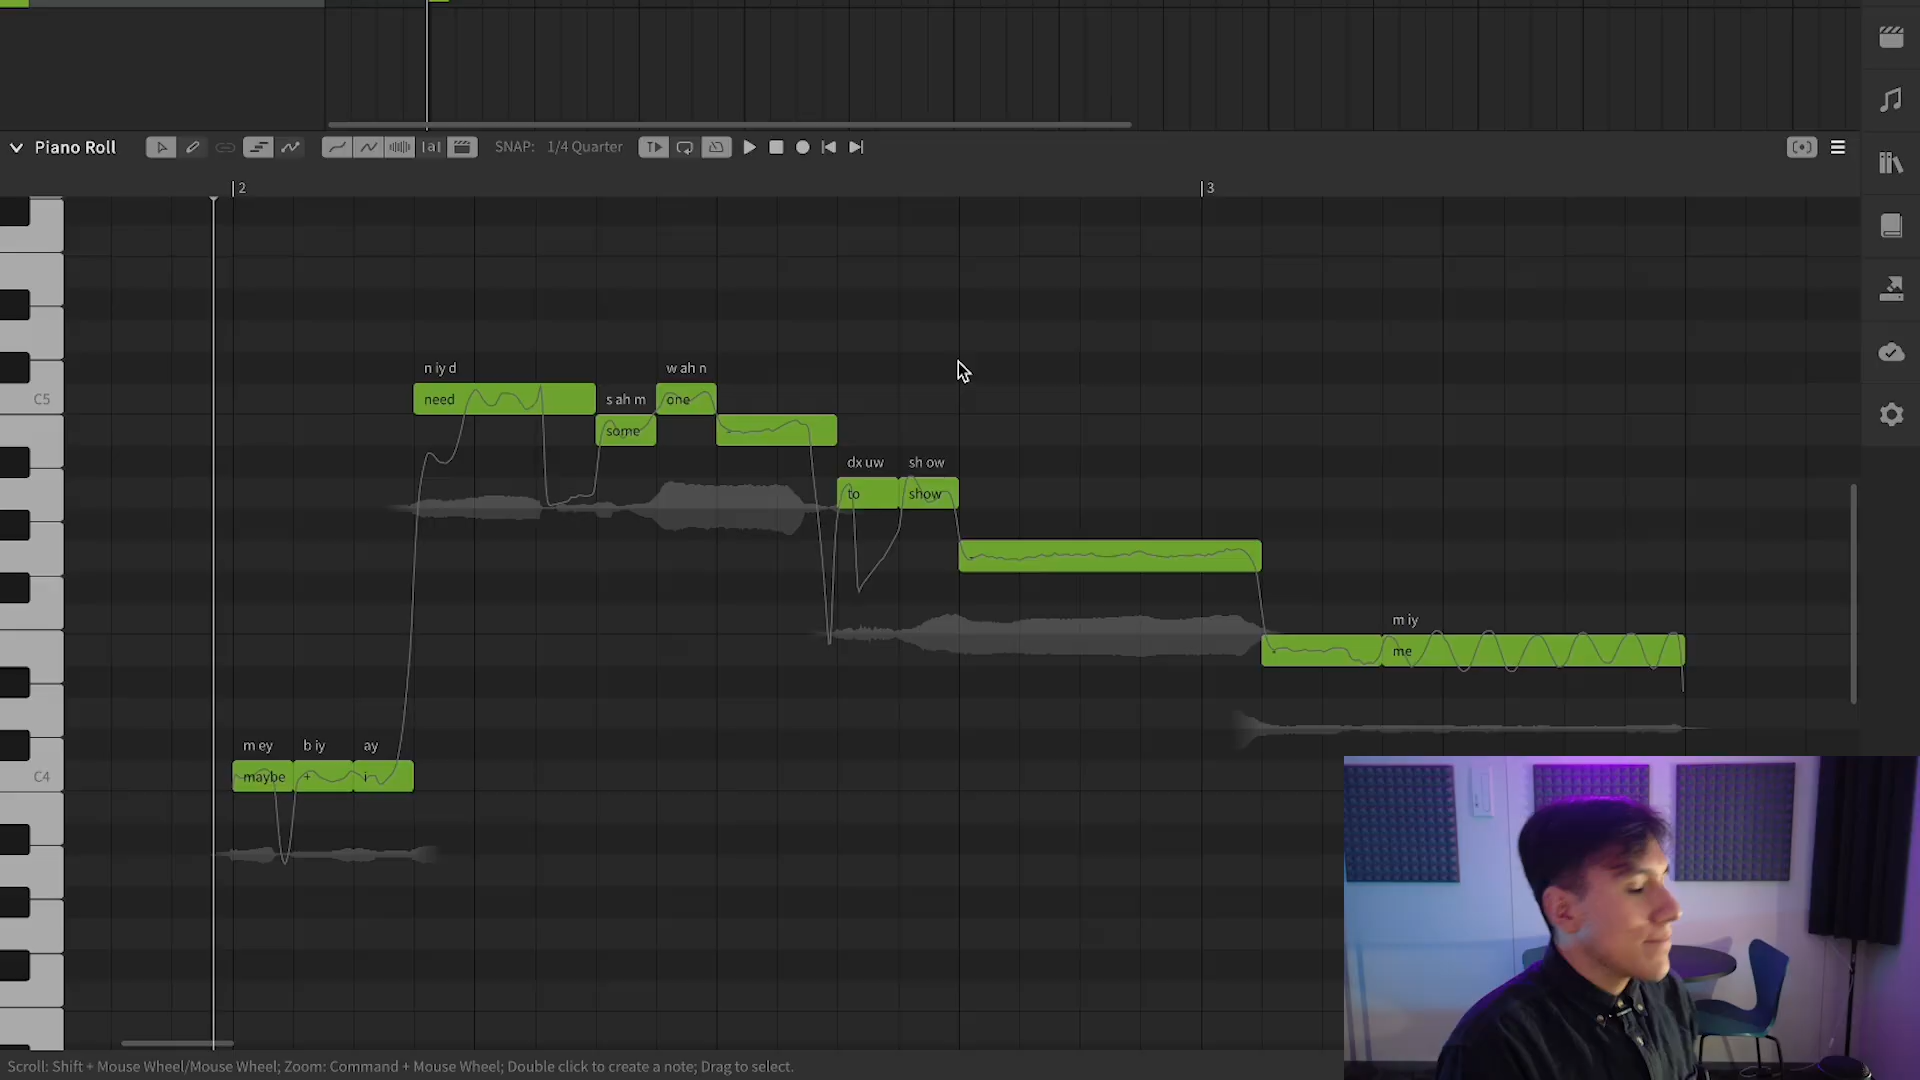 Piano Roll SNAP: 1/4 Quarter
2 3
n iy d w ah n
C5 need s ah m one
some -
dx uw sh ow
to show
-
m iy
- me
m ey b iy ay
C4 maybe + i
Scroll: Shift + Mouse Wheel/Mouse Wheel; Zoom: Command + Mouse Wheel; Double click to create a note; Drag to select.